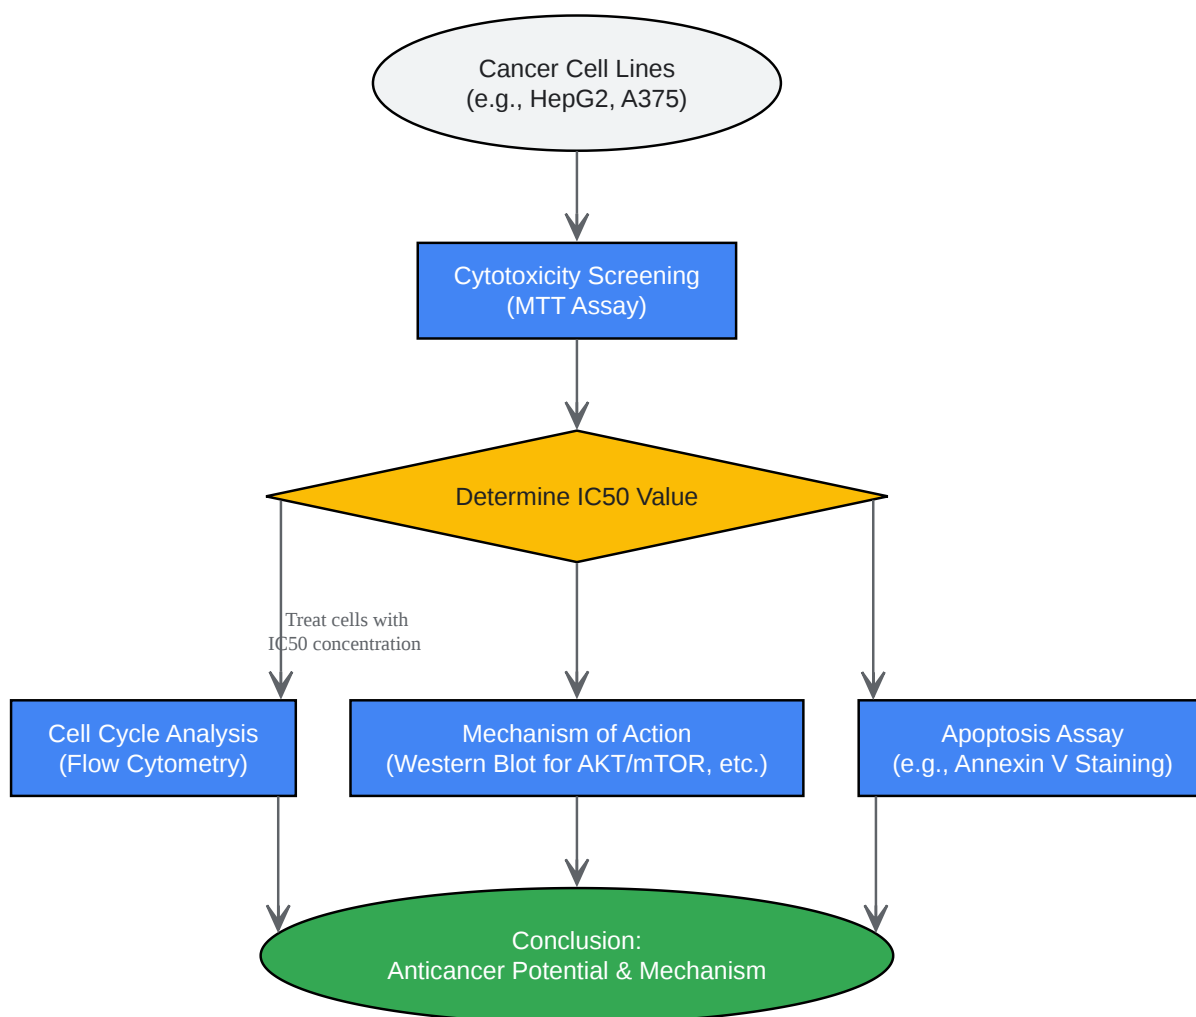 Cancer Cell Lines
(e.g., HepG2, A375)
Cytotoxicity Screening
(MTT Assay)
Determine IC50 Value
Treat cells with
IC50 concentration
Cell Cycle Analysis
(Flow Cytometry)
Mechanism of Action
(Western Blot for AKT/mTOR, etc.)
Apoptosis Assay
(e.g., Annexin V Staining)
Conclusion:
Anticancer Potential & Mechanism